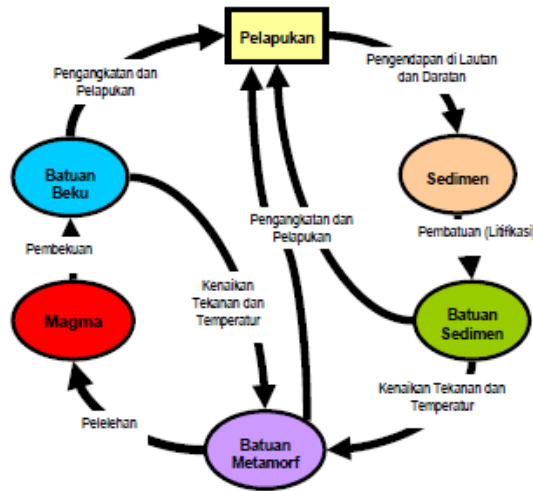 Pelapukan
Pengangkatan dan
Pelapukan
Pengendapan di Lautan
dan Daratan
Batuan
Beku
Sedimen
Pengangkatan dan
Pelapukan
Pembatuan (Litifikasi)
Pembekuan
Kenaikan
Tekanan dan
Temperatur
Magma
Batuan
Sedimen
Kenaikan Tekanan dan
Temperatur
Pelelehan
Batuan
Metamorf